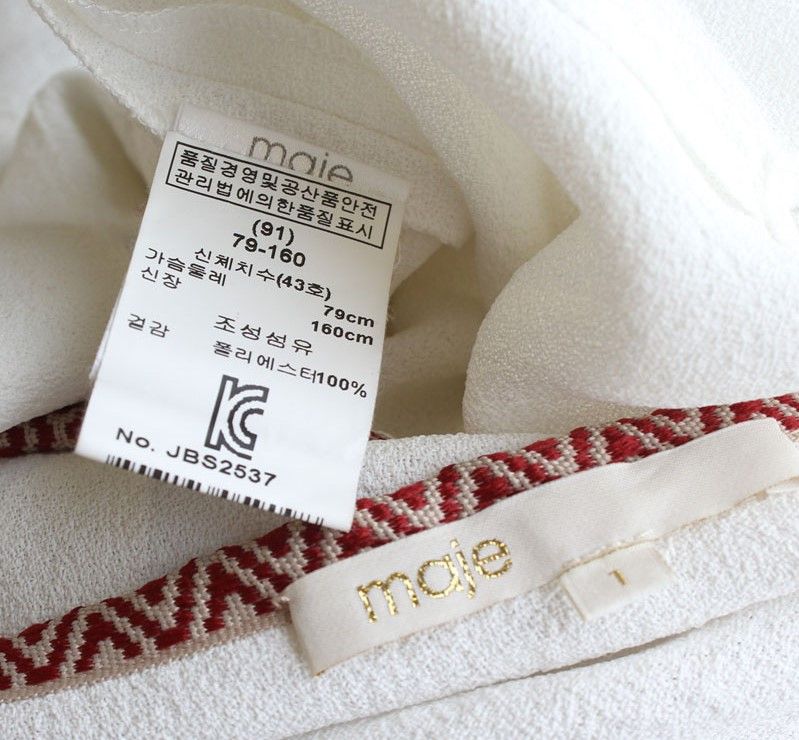 maje
품질경영및공산품안전
관리법에의한품질표시
(91)
79-160
신체치수(43호)
가슴둘레 79cm
신장 160cm
겉감 조성섬유
폴리에스터100%
KC
No. JBS2537
maje
1